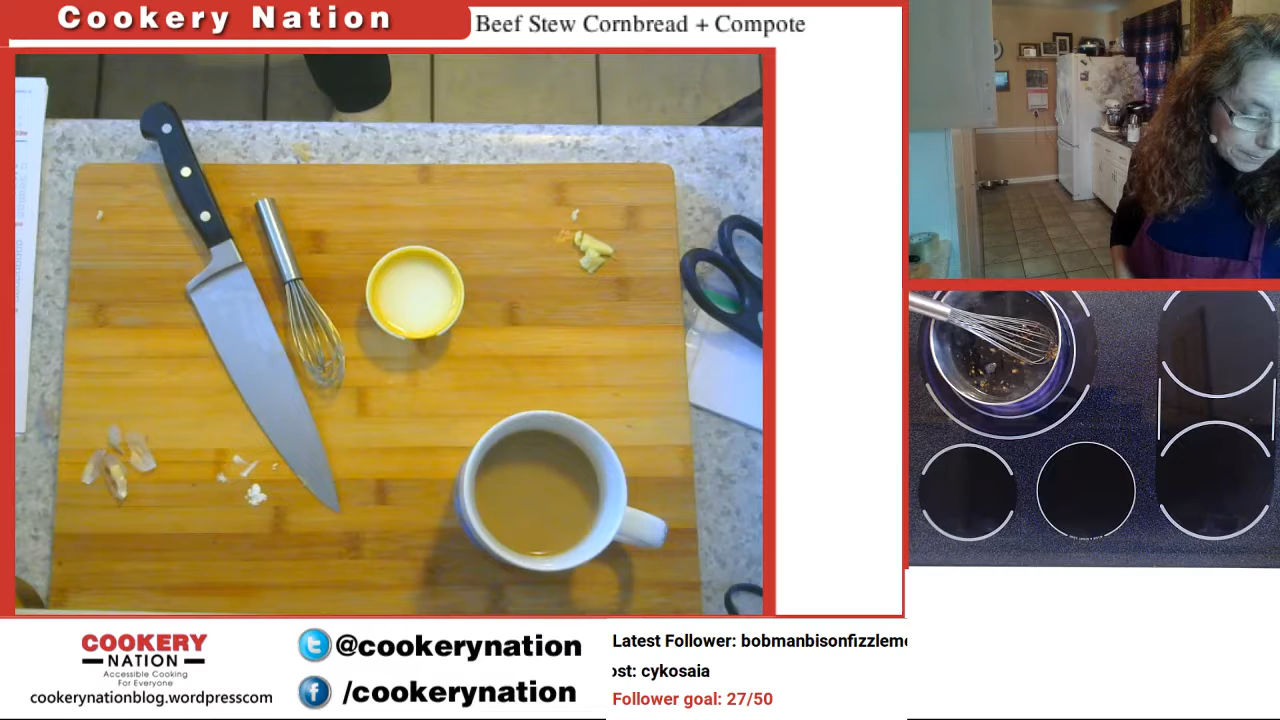 Cookery Nation
Beef Stew Cornbread + Compote
COOKERY
NATION
Accessible Cooking
For Everyone
cookerynationblog.wordpresscom
@cookerynation
/cookerynation
Latest Follower: bobmanbisonfizzlem
ost: cykosaia
Follower goal: 27/50